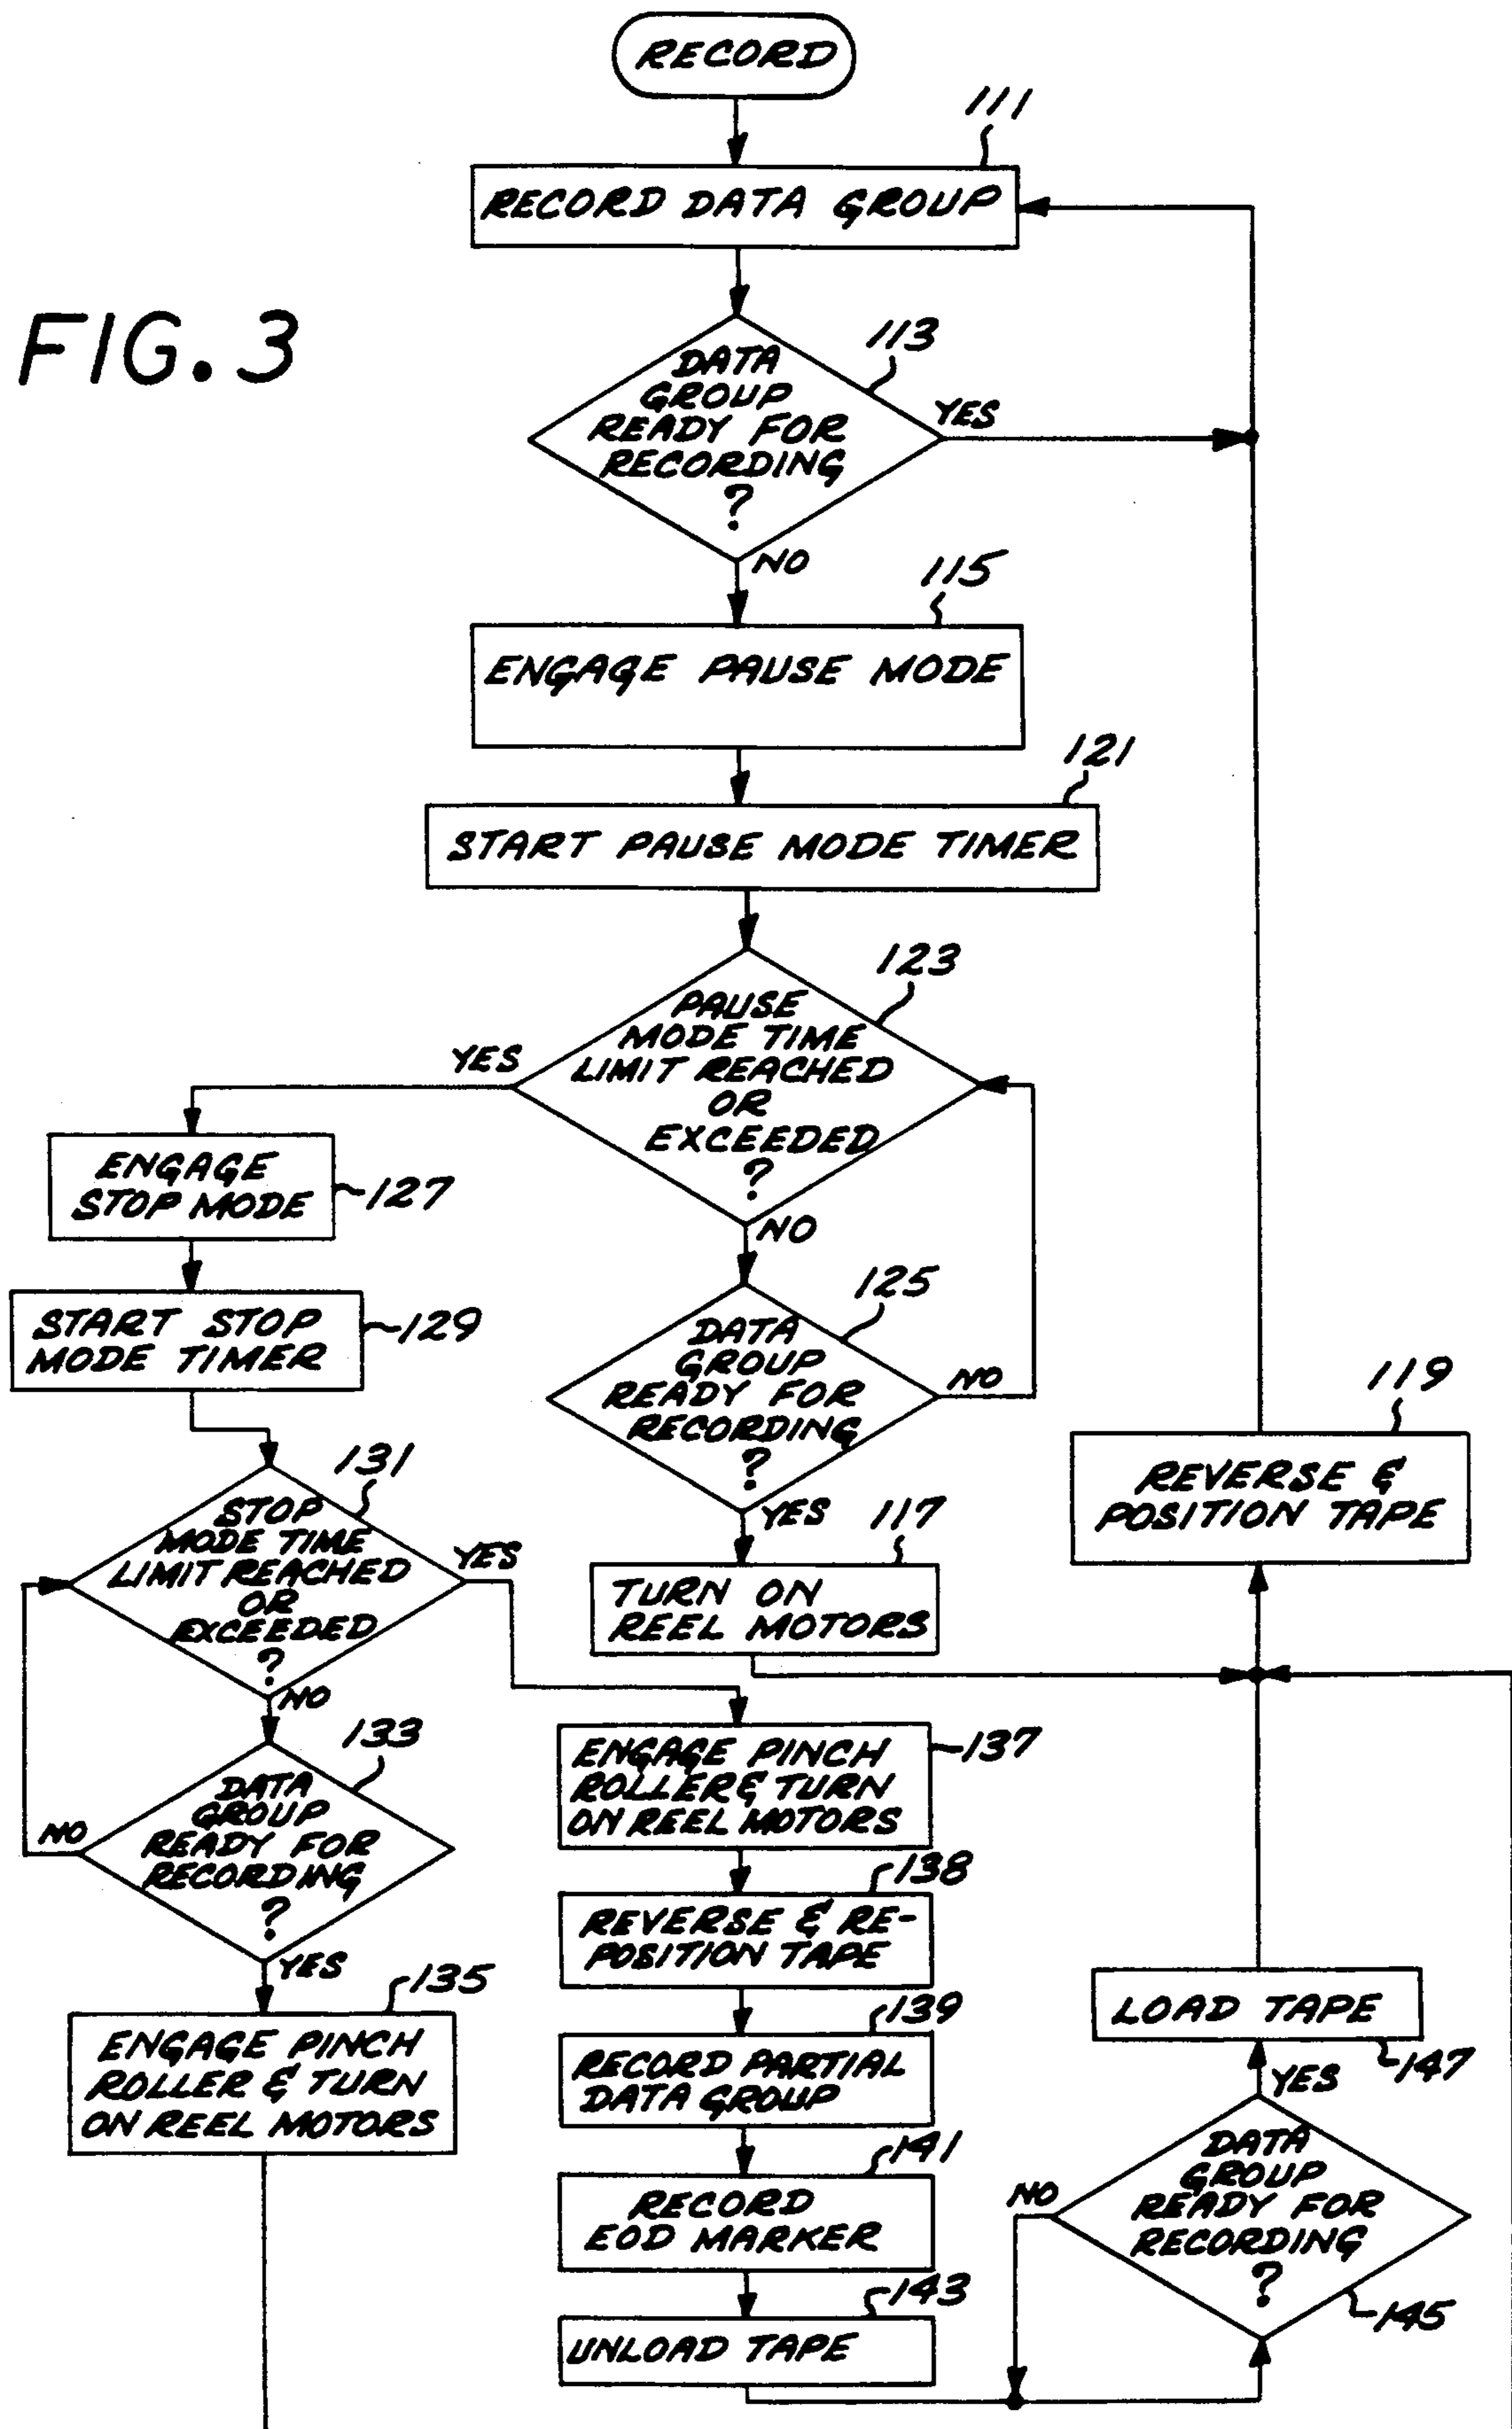 RECORD
111
RECORD DATA GROUP
FIG. 3
113
DATA
GROUP
READY FOR
RECORDING
?
YES
NO
115
ENGAGE PAUSE MODE
121
START PAUSE MODE TIMER
123
PAUSE
MODE TIME
LIMIT REACHED
OR
EXCEEDED
?
YES
NO
ENGAGE
STOP MODE
127
START STOP
MODE TIMER
129
125
DATA
GROUP
READY FOR
RECORDING
?
NO
YES
117
TURN ON
REEL MOTORS
119
REVERSE &
POSITION TAPE
131
STOP
MODE TIME
LIMIT REACHED
OR
EXCEEDED
?
YES
NO
133
DATA
GROUP
READY FOR
RECORDING
?
NO
YES
135
ENGAGE PINCH
ROLLER & TURN
ON REEL MOTORS
137
ENGAGE PINCH
ROLLER & TURN
ON REEL MOTORS
138
REVERSE & RE-
POSITION TAPE
139
RECORD PARTIAL
DATA GROUP
141
RECORD
EOD MARKER
143
UNLOAD TAPE
LOAD TAPE
147
YES
DATA
GROUP
READY FOR
RECORDING
?
NO
145